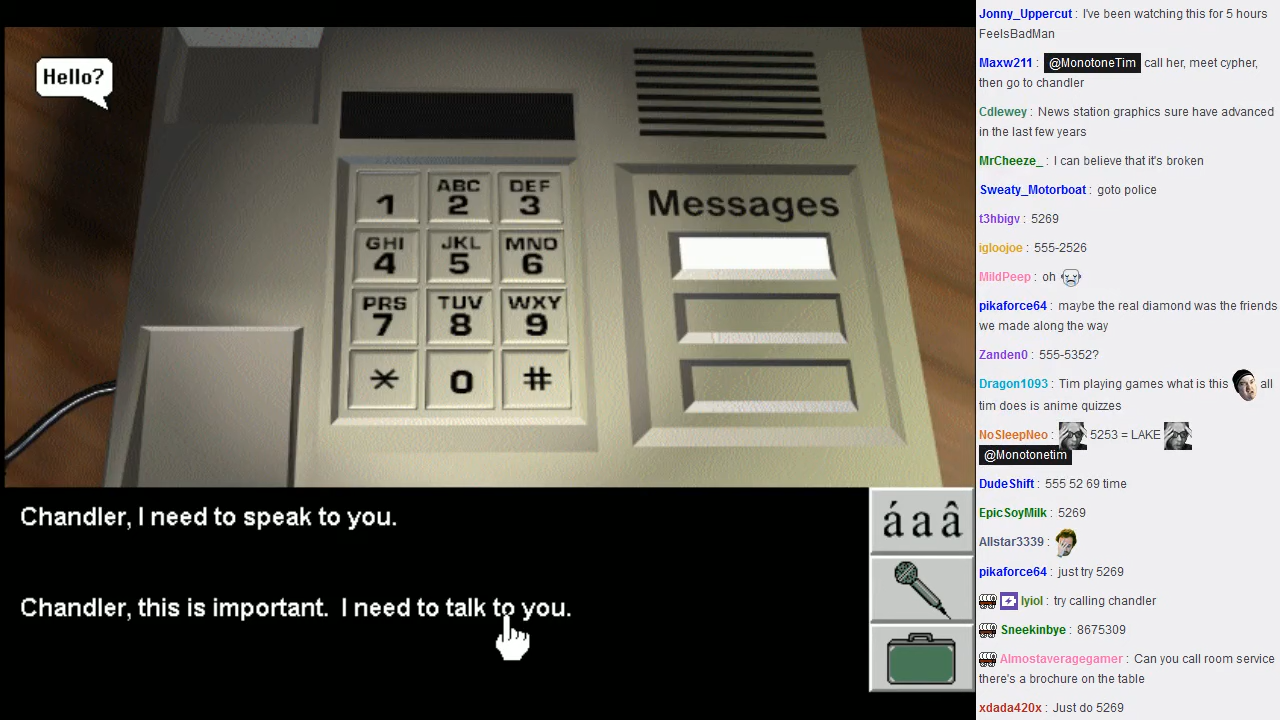 Hello?
1
ABC
2
DEF
3
GHI
4
JKL
5
MNO
6
PRS
7
TUV
8
WXY
9
*
0
#
Messages
Chandler, I need to speak to you.
Chandler, this is important.  I need to talk to you.
á a â
Jonny_Uppercut : I've been watching this for 5 hours
FeelsBadMan
Maxw211 : @MonotoneTim call her, meet cypher,
then go to chandler
Cdlewey : News station graphics sure have advanced
in the last few years
MrCheeze_ : I can believe that it's broken
Sweaty_Motorboat : goto police
t3hbigv : 5269
igloojoe : 555-2526
MildPeep : oh
pikaforce64 : maybe the real diamond was the friends
we made along the way
Zanden0 : 555-5352?
Dragon1093 : Tim playing games what is this all
tim does is anime quizzes
NoSleepNeo : 5253 = LAKE
@Monotonetim
DudeShift : 555 52 69 time
EpicSoyMilk : 5269
Allstar3339 :
pikaforce64 : just try 5269
lyiol : try calling chandler
Sneekinbye : 8675309
Almostaveragegamer : Can you call room service
there's a brochure on the table
xdada420x : Just do 5269